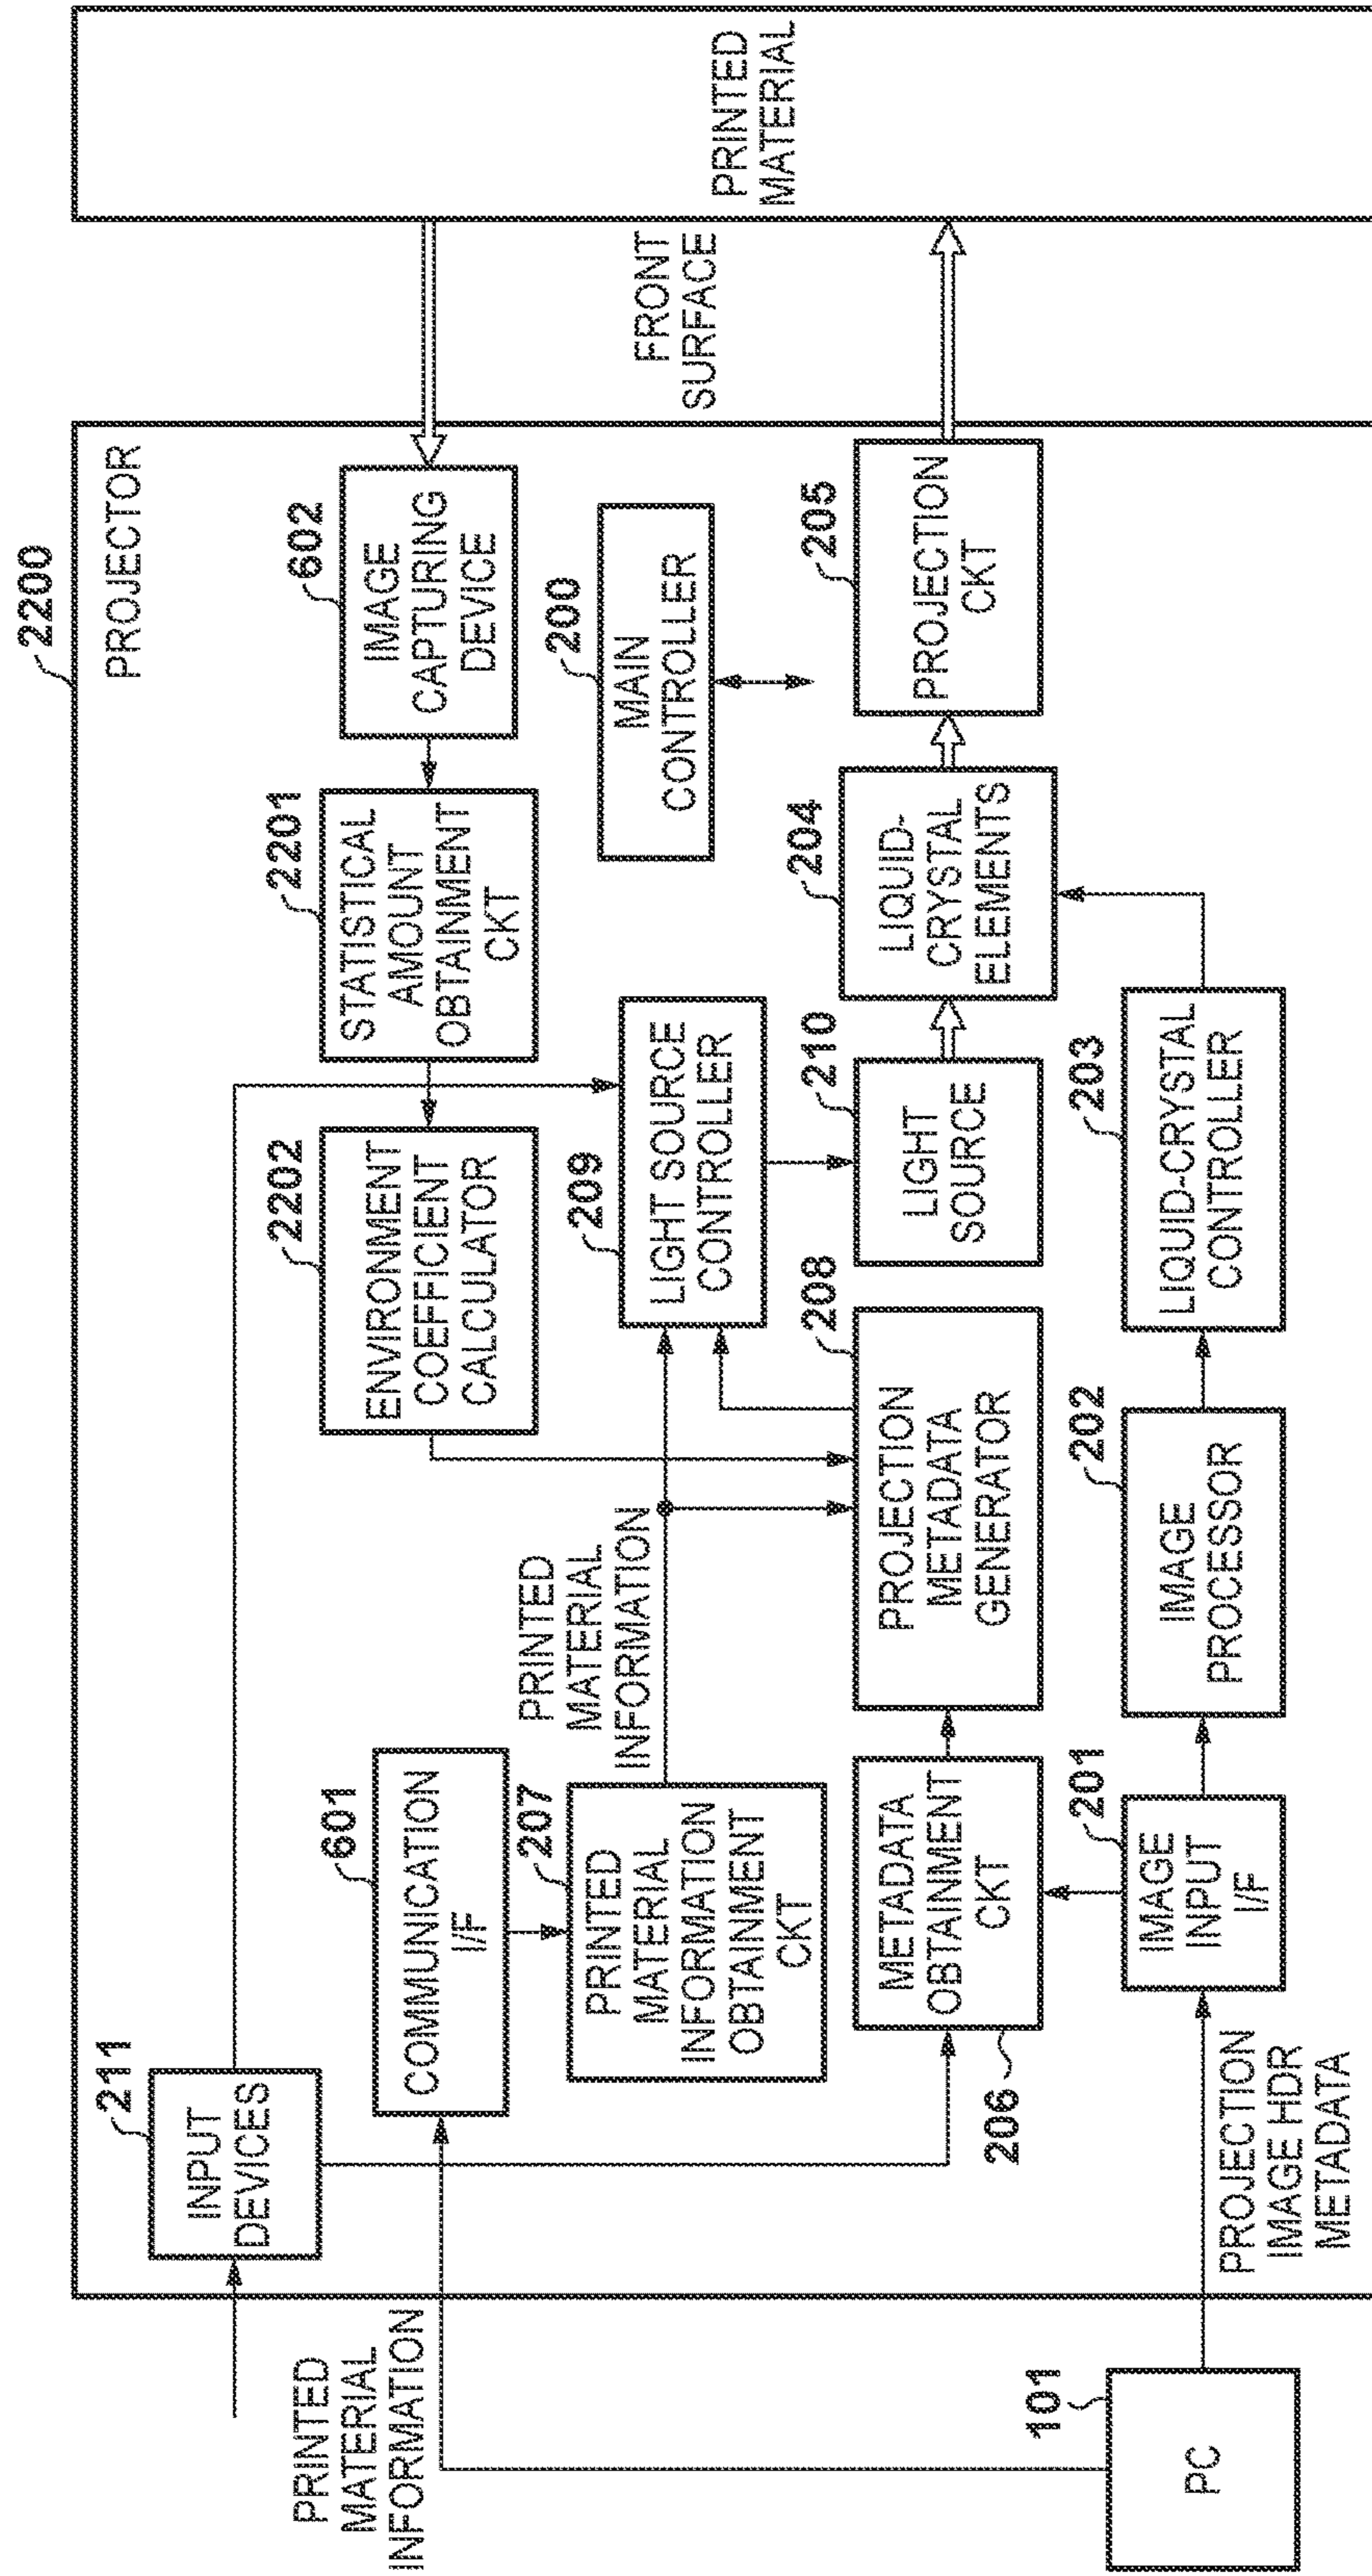 2200
PROJECTOR
211
INPUT
DEVICES
PRINTED
MATERIAL
INFORMATION
601
COMMUNICATION
I/F
2202
ENVIRONMENT
COEFFICIENT
CALCULATOR
2201
STATISTICAL
AMOUNT
OBTAINMENT
CKT
602
IMAGE
CAPTURING
DEVICE
207
PRINTED
MATERIAL
INFORMATION
OBTAINMENT
CKT
PRINTED
MATERIAL
INFORMATION
209
LIGHT SOURCE
CONTROLLER
200
MAIN
CONTROLLER
FRONT
SURFACE
PRINTED
MATERIAL
METADATA
OBTAINMENT
CKT
206
208
PROJECTION
METADATA
GENERATOR
210
LIGHT
SOURCE
204
LIQUID-
CRYSTAL
ELEMENTS
205
PROJECTION
CKT
101
PC
PROJECTION
IMAGE HDR
METADATA
201
IMAGE
INPUT
I/F
202
IMAGE
PROCESSOR
203
LIQUID-CRYSTAL
CONTROLLER